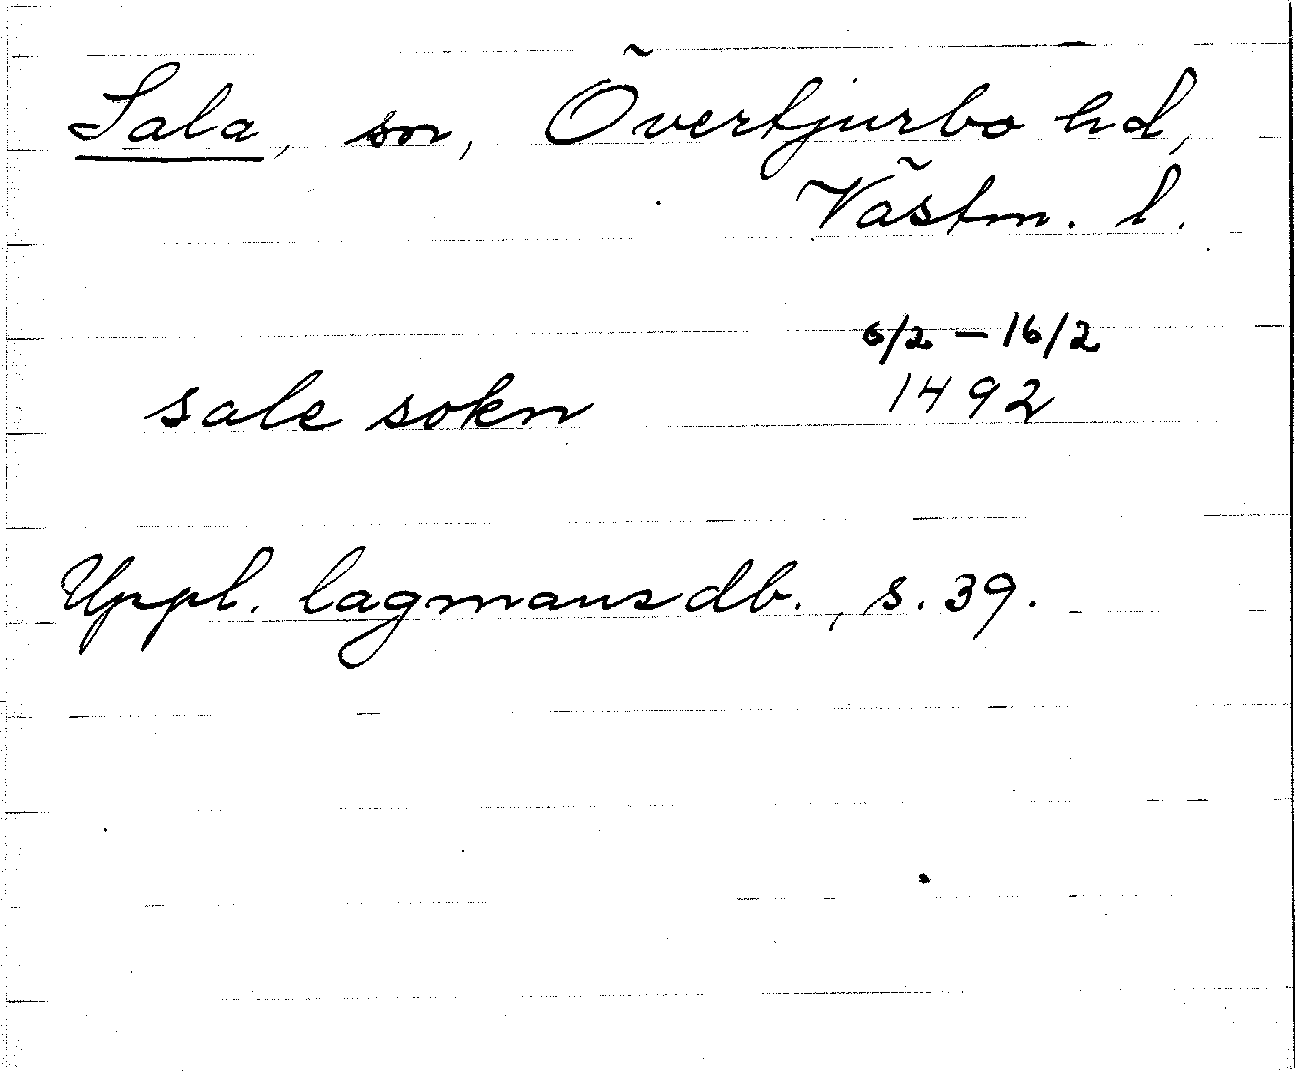 Sala, sn, Övertjurbo hd,
Västm. l.
6/2 – 16/2
sale sokn 1492
Uppl. lagmansdb., s. 39.